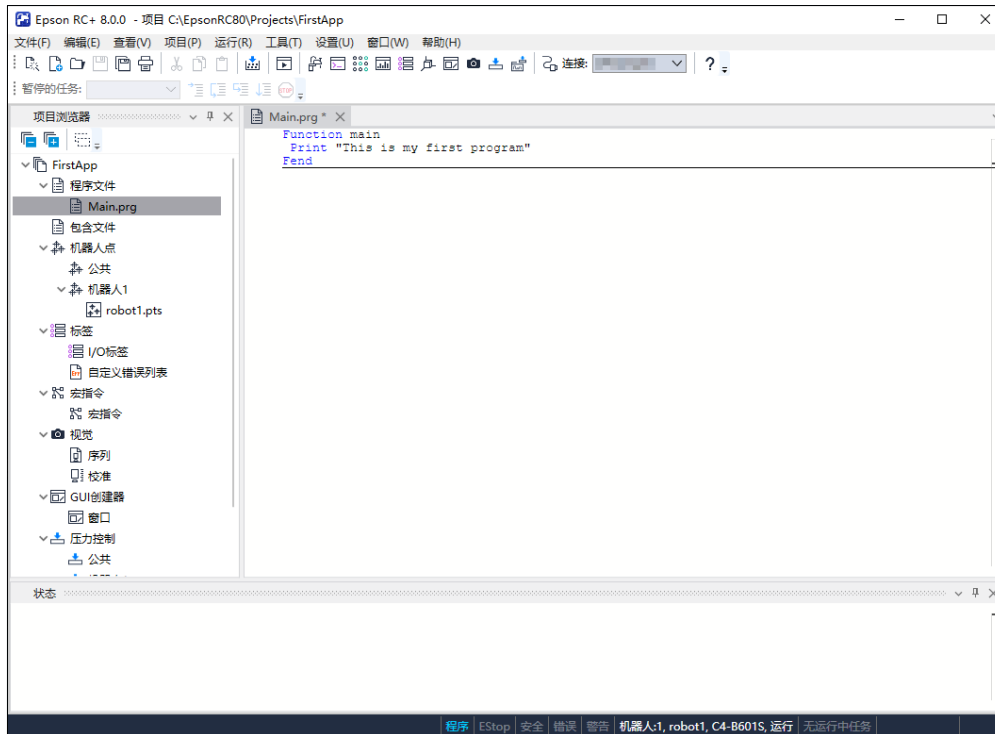 Epson RC+ 8.0.0 - 项目 C:\EpsonRC80\Projects\FirstApp
文件(F) 编辑(E) 查看(V) 项目(P) 运行(R) 工具(T) 设置(U) 窗口(W) 帮助(H)
连接:
?
暂停的任务:
STOP
项目浏览器
Main.prg *
Function main
Print "This is my first program"
Fend
FirstApp
程序文件
Main.prg
包含文件
机器人点
公共
机器人1
robot1.pts
标签
I/O标签
自定义错误列表
宏指令
宏指令
视觉
序列
校准
GUI创建器
窗口
压力控制
公共
状态
程序 EStop 安全 错误 警告 机器人:1, robot1, C4-B601S, 运行 无运行中任务